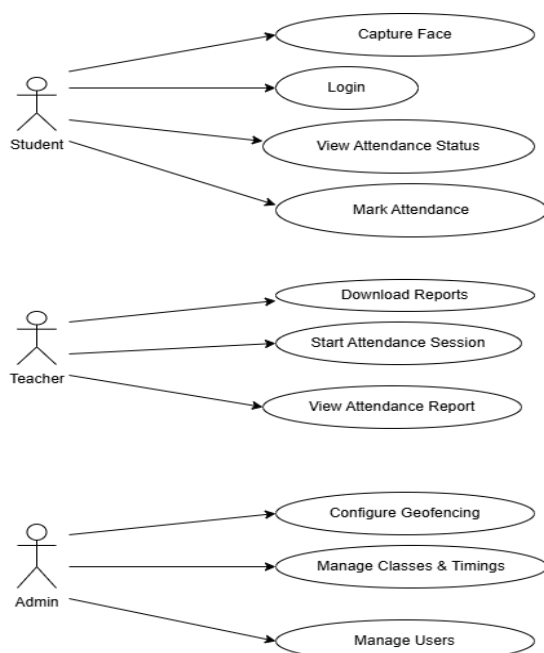 Capture Face
Login
Student
View Attendance Status
Mark Attendance
Download Reports
Start Attendance Session
Teacher
View Attendance Report
Configure Geofencing
Manage Classes & Timings
Admin
Manage Users